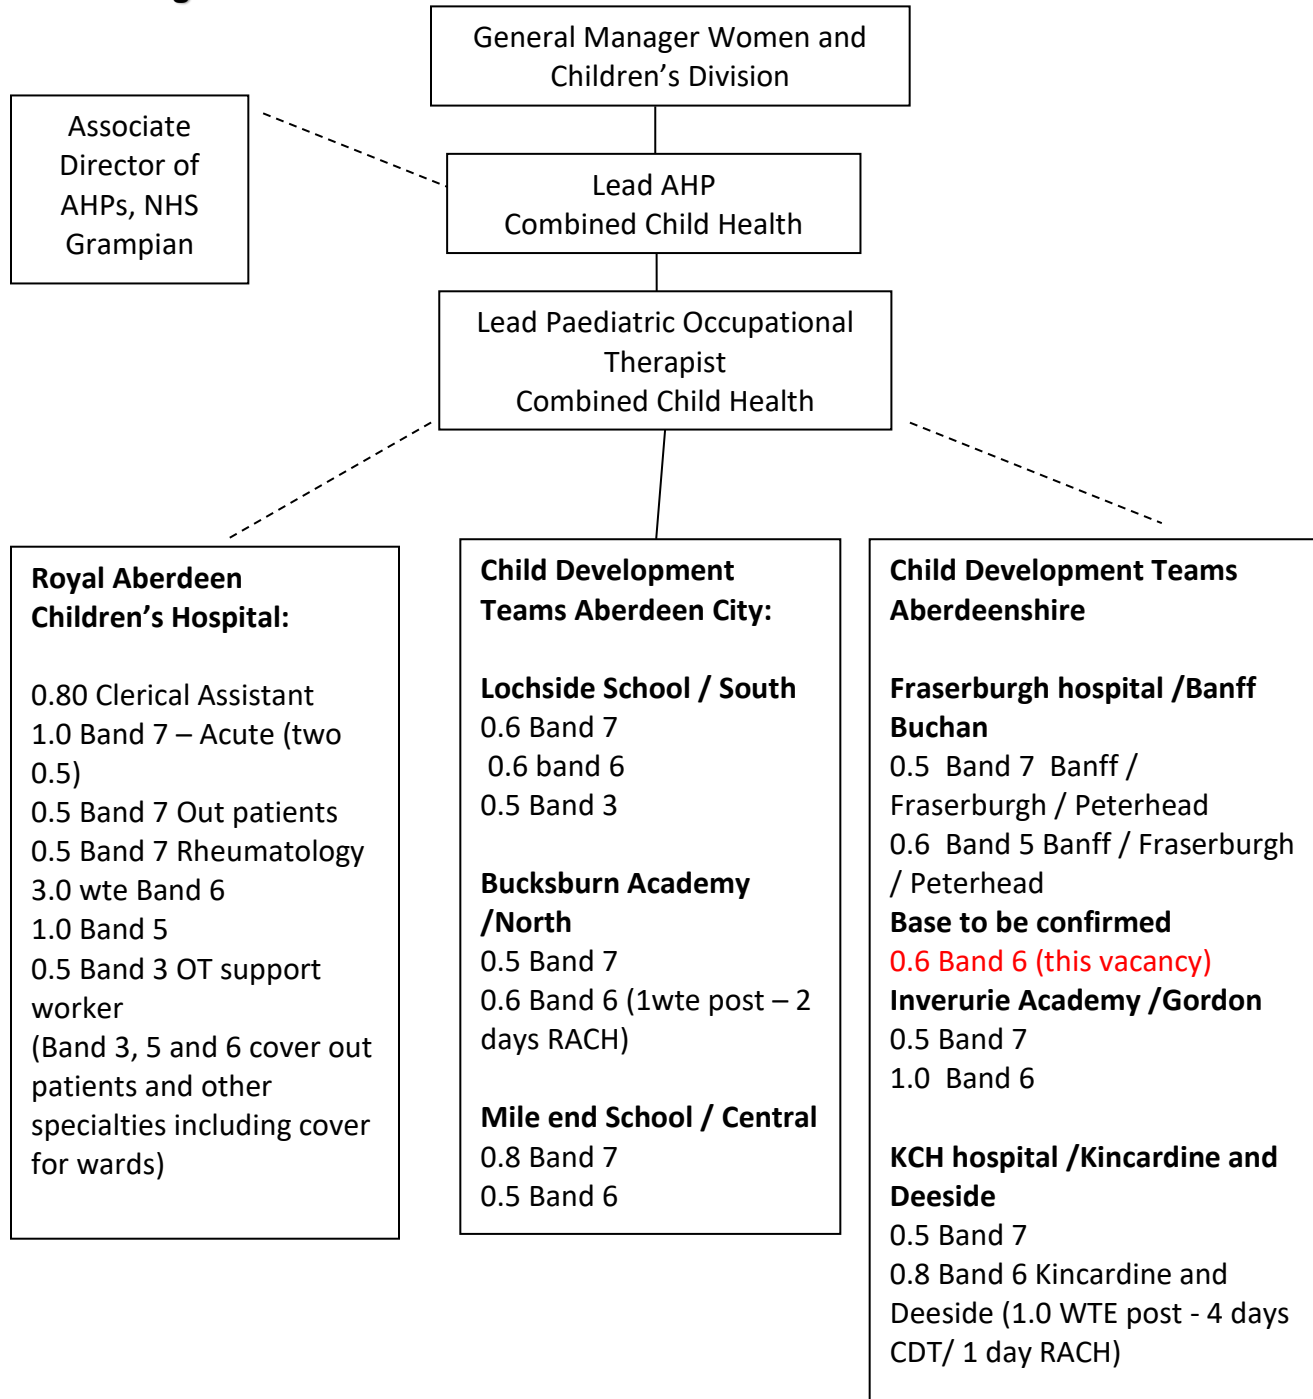 General Manager Women and
Children’s Division
Associate
Director of
AHPs, NHS
Grampian
Lead AHP
Combined Child Health
Lead Paediatric Occupational
Therapist
Combined Child Health
Royal Aberdeen
Children’s Hospital:
0.80 Clerical Assistant
1.0 Band 7 – Acute (two
0.5)
0.5 Band 7 Out patients
0.5 Band 7 Rheumatology
3.0 wte Band 6
1.0 Band 5
0.5 Band 3 OT support
worker
(Band 3, 5 and 6 cover out
patients and other
specialties including cover
for wards)
Child Development
Teams Aberdeen City:
Lochside School / South
0.6 Band 7
0.6 band 6
0.5 Band 3
Bucksburn Academy
/North
0.5 Band 7
0.6 Band 6 (1wte post – 2
days RACH)
Mile end School / Central
0.8 Band 7
0.5 Band 6
Child Development Teams
Aberdeenshire
Fraserburgh hospital /Banff
Buchan
0.5 Band 7 Banff /
Fraserburgh / Peterhead
0.6 Band 5 Banff / Fraserburgh
/ Peterhead
Base to be confirmed
0.6 Band 6 (this vacancy)
Inverurie Academy /Gordon
0.5 Band 7
1.0 Band 6
KCH hospital /Kincardine and
Deeside
0.5 Band 7
0.8 Band 6 Kincardine and
Deeside (1.0 WTE post - 4 days
CDT/ 1 day RACH)